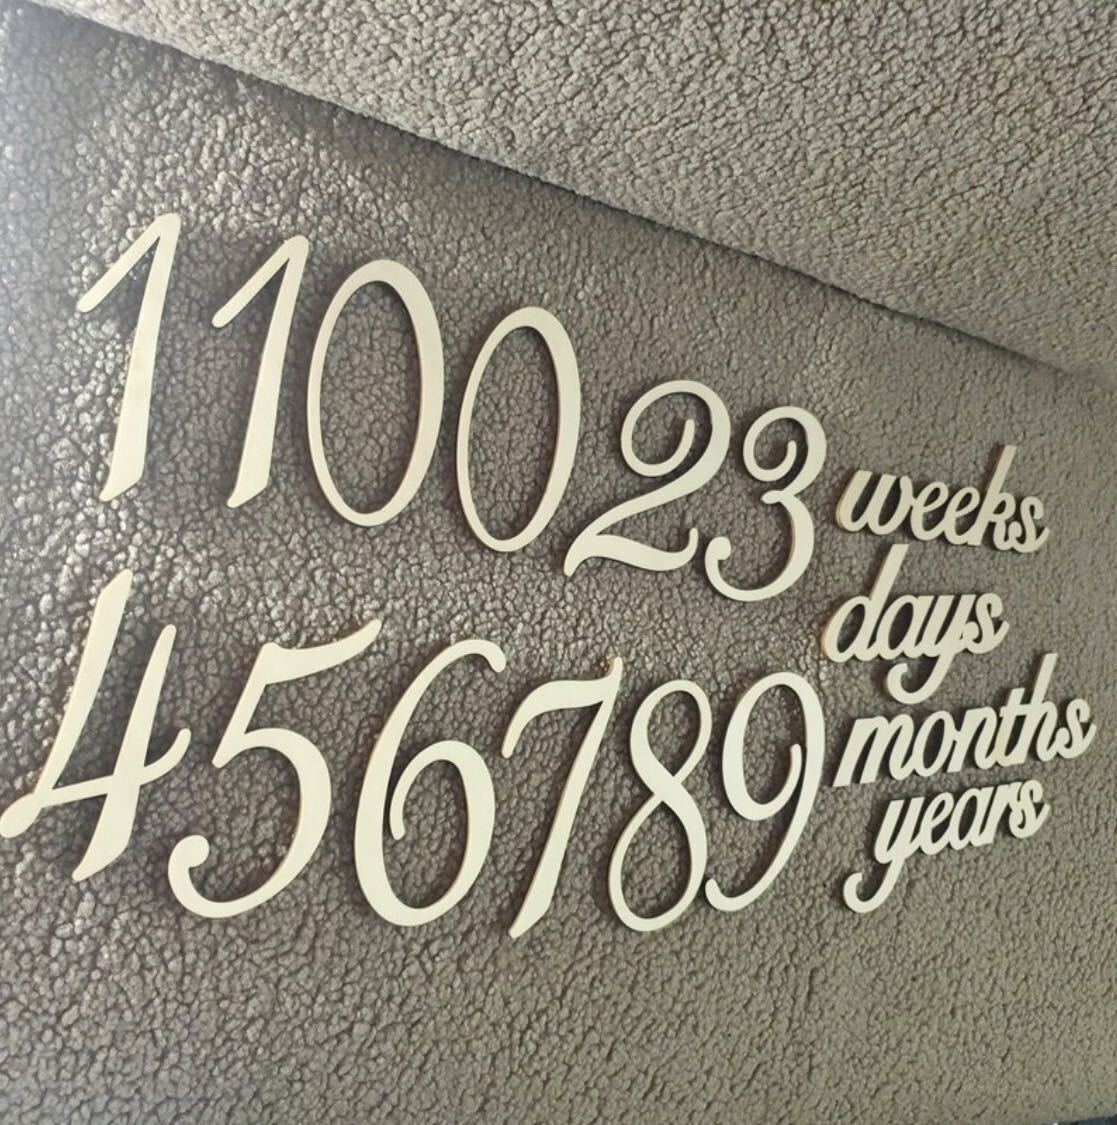 110023
weeks
days
456789
months
years